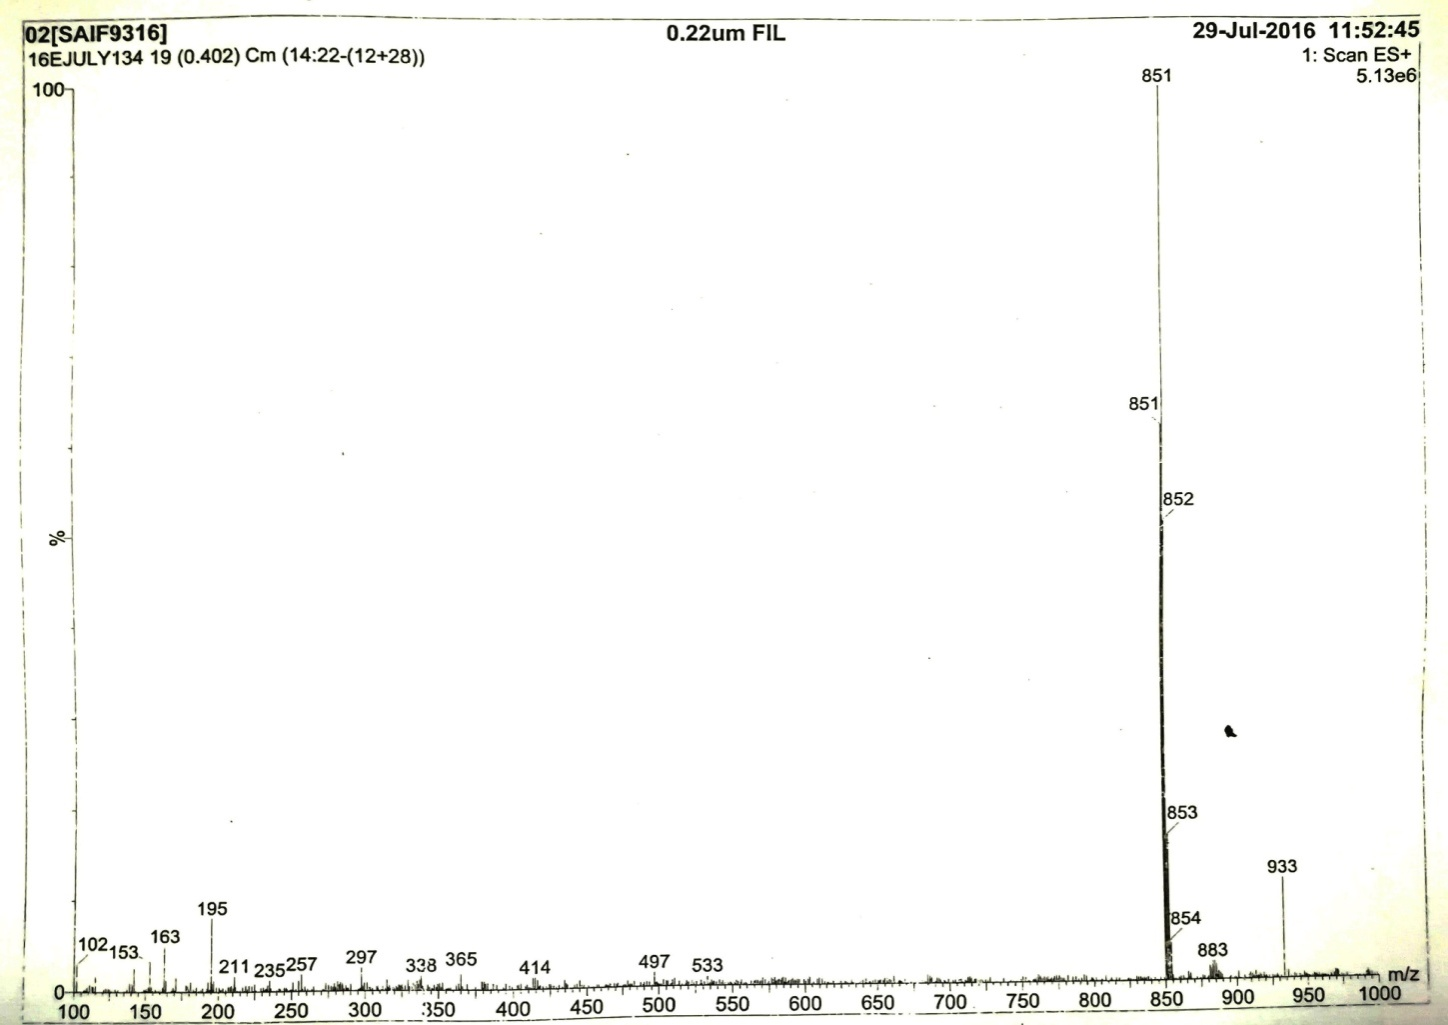 02[SAIF9316] 0.22um FIL 29-Jul-2016 11:52:45
16EJULY134 19 (0.402) Cm (14:22-(12+28)) 1: Scan ES+
5.13e6
851
100
851
852
%
853
933
195
854
102 153 163 211 235 257 297 338 365 414 497 533 883
0 m/z
100 150 200 250 300 350 400 450 500 550 600 650 700 750 800 850 900 950 1000